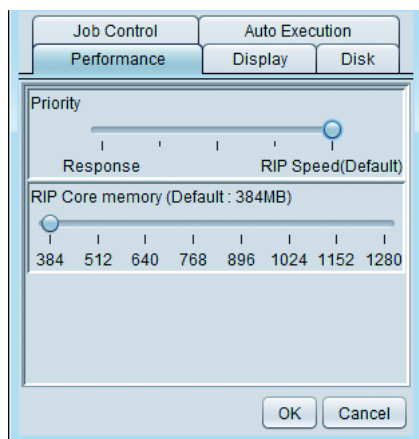 Job Control Auto Execution
Performance Display Disk
Priority
Response RIP Speed(Default)
RIP Core memory (Default : 384MB)
384 512 640 768 896 1024 1152 1280
OK Cancel